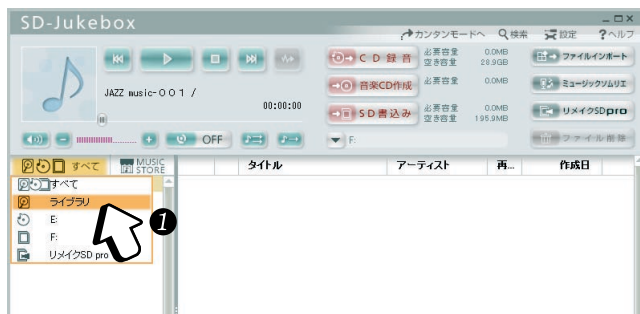 SD-Jukebox
カンタンモードへ 検索 設定 ?ヘルプ
CD録音 必要容量 0.0MB 空き容量 28.9GB ファイルインポート
JAZZ music-001 /
00:00:00
音楽CD作成 必要容量 0.0MB ミュージックソムリエ
SD書込み 必要容量 0.0MB 空き容量 195.9MB リメイクSDpro
OFF F: ファイル削除
すべて MUSIC STORE タイトル アーティスト 再... 作成日
すべて
ライブラリ
E:
F:
リメイクSD pro
1